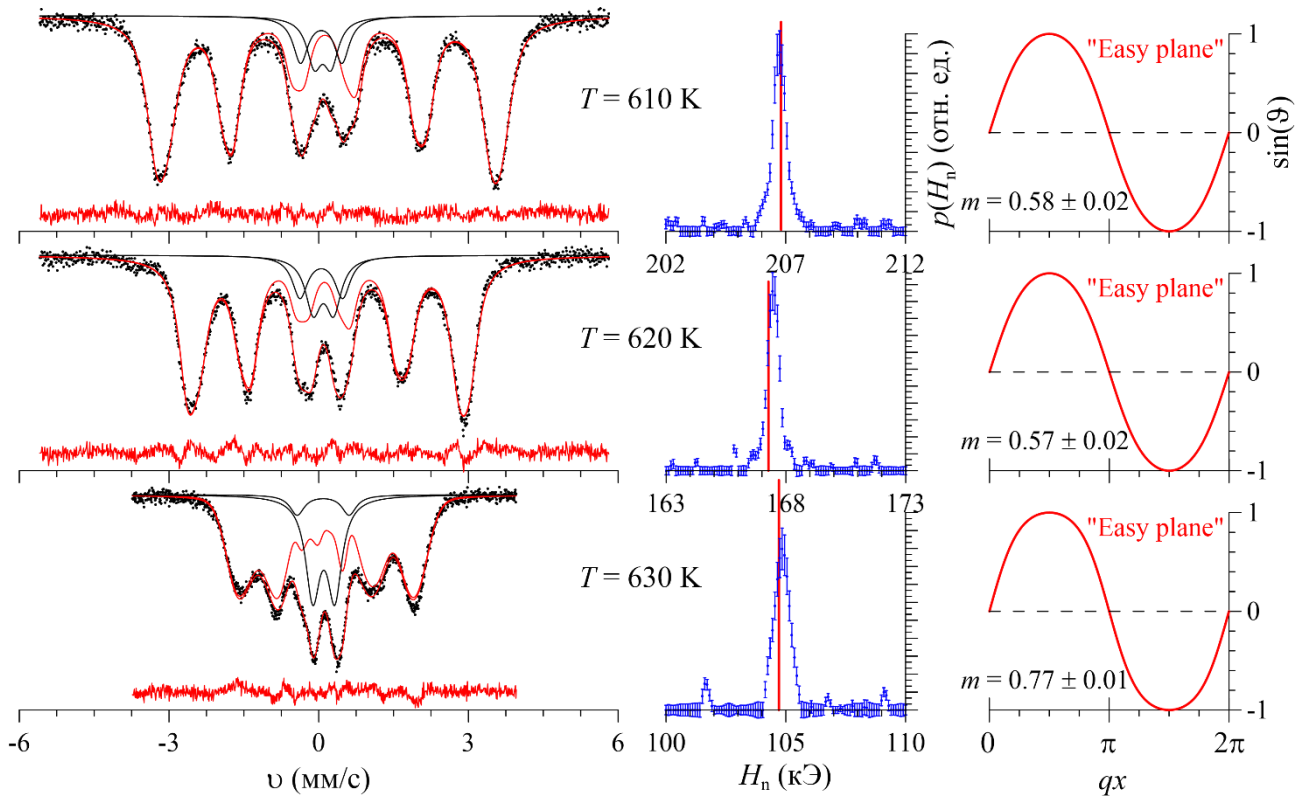 T = 610 K
p(Hₙ) (отн. ед.)
202 207 212
"Easy plane"
m = 0.58 ± 0.02
1
0
-1
sin(ϑ)
T = 620 K
163 168 173
"Easy plane"
m = 0.57 ± 0.02
1
0
-1
T = 630 K
"Easy plane"
m = 0.77 ± 0.01
1
0
-1
-6 -3 0 3 6
υ (мм/с)
100 105 110
Hₙ (кЭ)
0 π 2π
qx